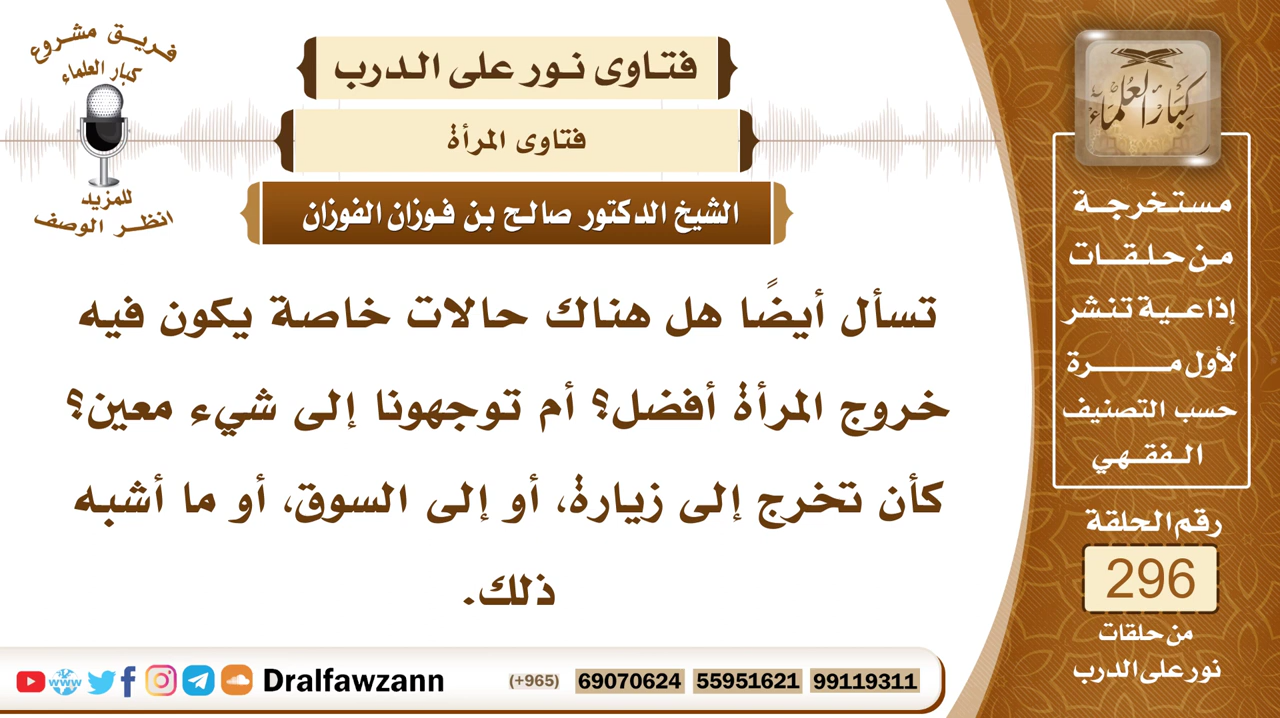 فريق مشروع
كبار العلماء
للمزيد
انظر الوصف
فتاوى نور على الدرب
فتاوى المرأة
الشيخ الدكتور صالح بن فوزان الفوزان
تسأل أيضًا هل هناك حالات خاصة يكون فيه
خروج المرأة أفضل؟ أم توجهونا إلى شيء معين؟
كأن تخرج إلى زيارة، أو إلى السوق، أو ما أشبه
ذلك.
كبار العلماء
مستخرجة
من حلقات
إذاعية تنشر
لأول مرة
حسب التصنيف
الفقهي
رقم الحلقة
296
من حلقات
نور على الدرب
www Dralfawzann (+965) 69070624 55951621 99119311